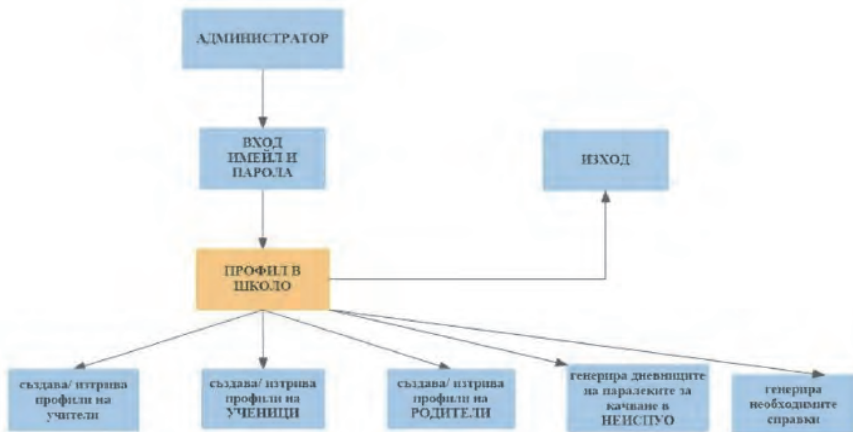 АДМИНИСТРАТОР
ВХОД
ИМЕЙЛ И
ПАРОЛА
ИЗХОД
ПРОФИЛ В
ШКОЛО
създава/ изтрива
профили на
учители
създава/ изтрива
профили на
УЧЕНИЦИ
създава/ изтрива
профили на
РОДИТЕЛИ
генерира дневниците
на паралеките за
качване в
НЕИСПУО
генерира
необходимите
справки